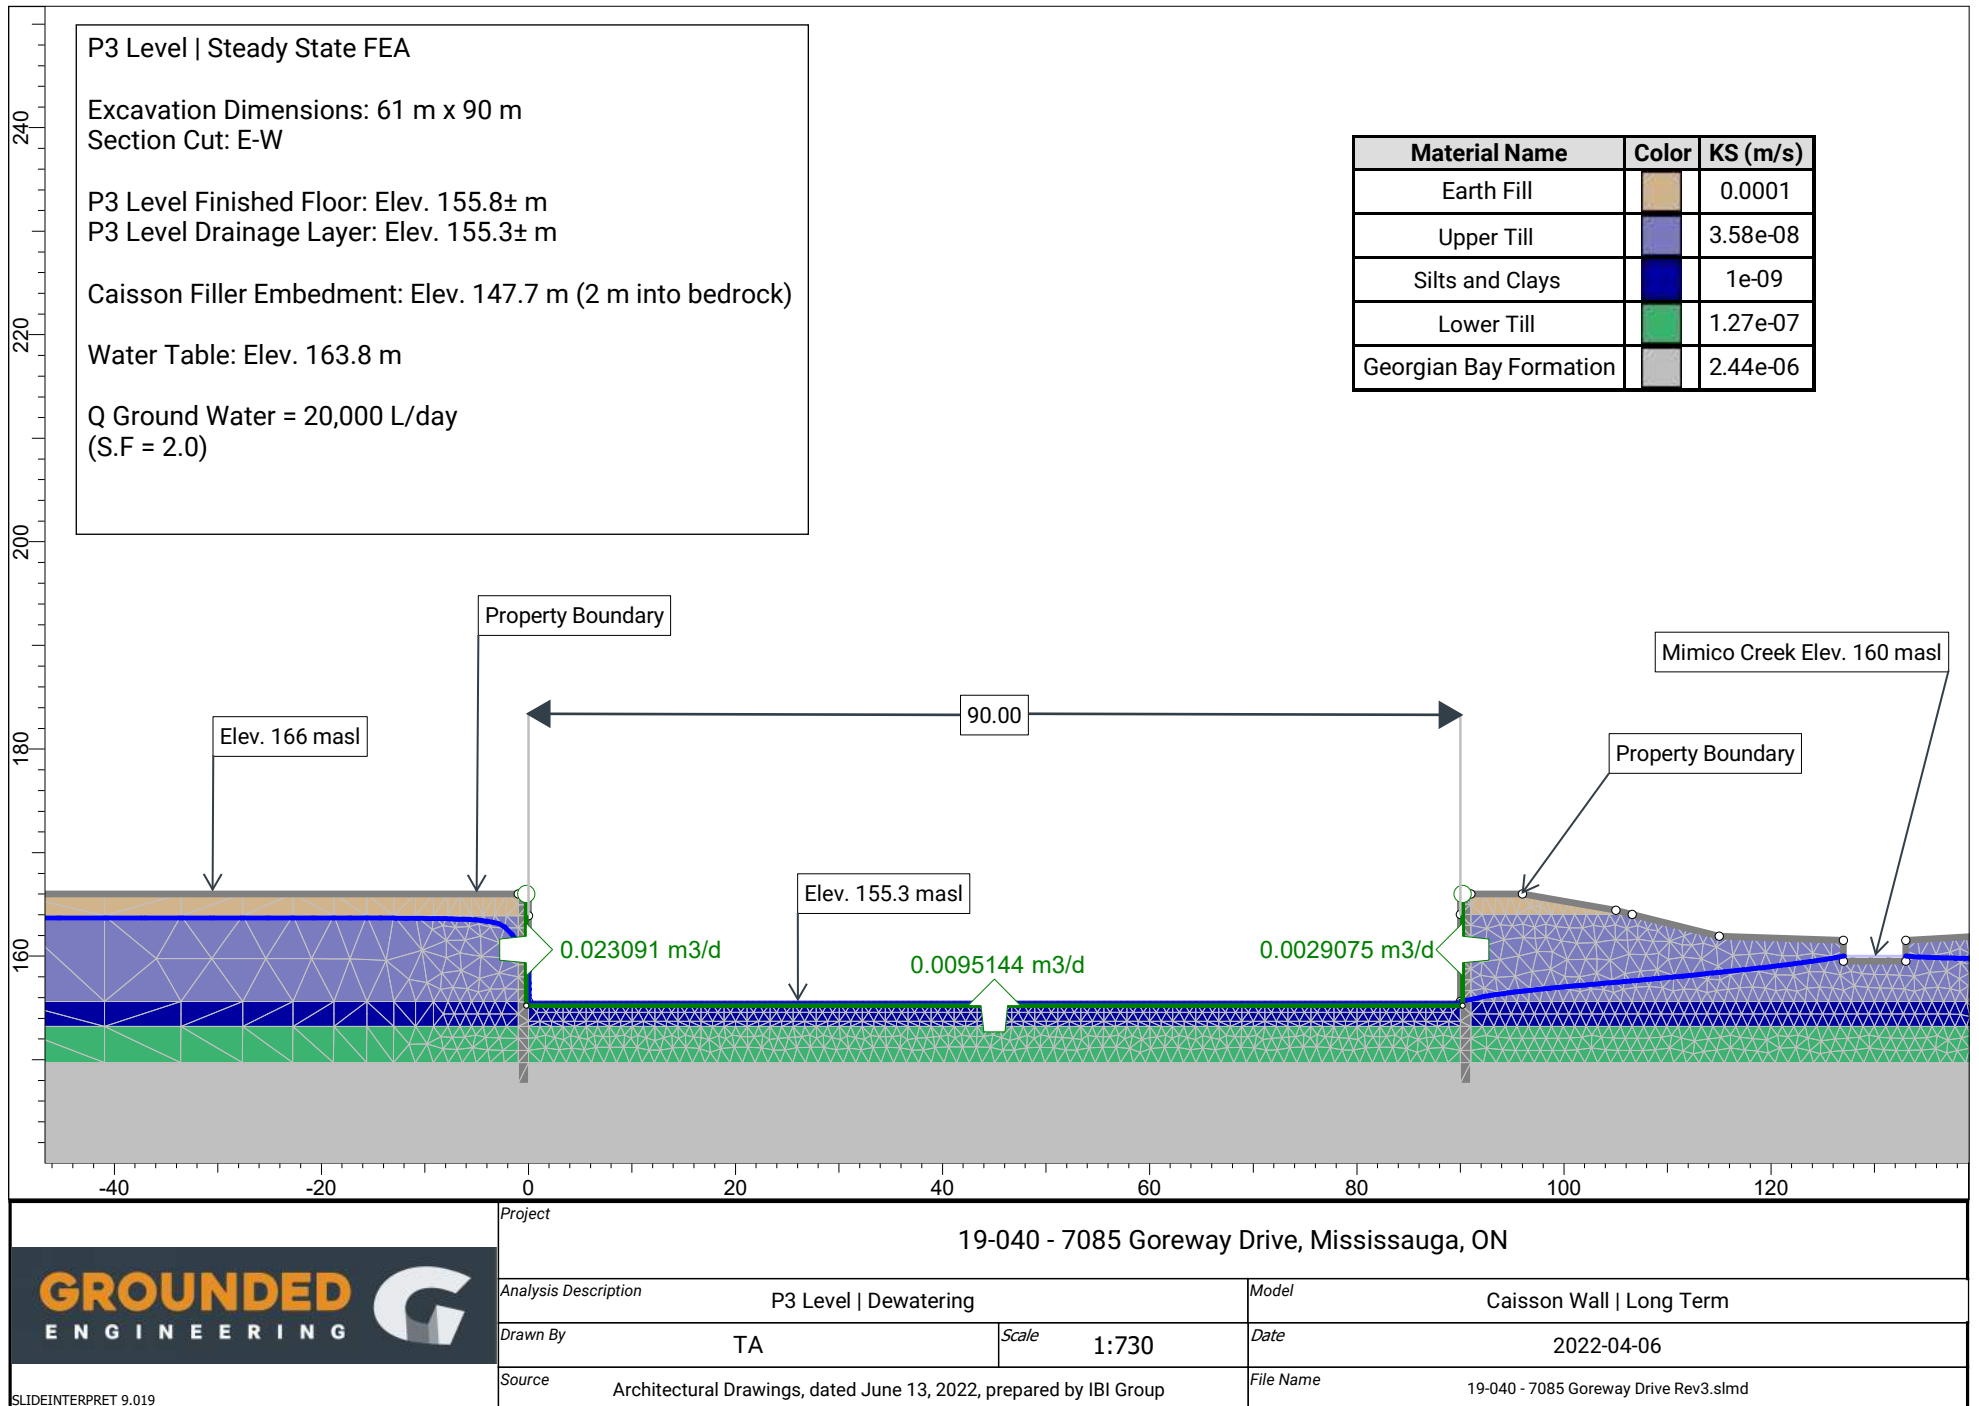 P3 Level | Steady State FEA
Excavation Dimensions: 61 m x 90 m
Section Cut: E-W
P3 Level Finished Floor: Elev. 155.8± m
P3 Level Drainage Layer: Elev. 155.3± m
Caisson Filler Embedment: Elev. 147.7 m (2 m into bedrock)
Water Table: Elev. 163.8 m
Q Ground Water = 20,000 L/day
(S.F = 2.0)
Material Name Color KS (m/s)
Earth Fill 0.0001
Upper Till 3.58e-08
Silts and Clays 1e-09
Lower Till 1.27e-07
Georgian Bay Formation 2.44e-06
240
220
200
180
160
Property Boundary
Mimico Creek Elev. 160 masl
90.00
Elev. 166 masl
Property Boundary
Elev. 155.3 masl
0.023091 m3/d
0.0095144 m3/d
0.0029075 m3/d
-40 -20 0 20 40 60 80 100 120
Project
19-040 - 7085 Goreway Drive, Mississauga, ON
Analysis Description
P3 Level | Dewatering
Model
Caisson Wall | Long Term
Drawn By
TA
Scale
1:730
Date
2022-04-06
Source
Architectural Drawings, dated June 13, 2022, prepared by IBI Group
File Name
19-040 - 7085 Goreway Drive Rev3.slmd
GROUNDED
ENGINEERING
SLIDEINTERPRET 9.019